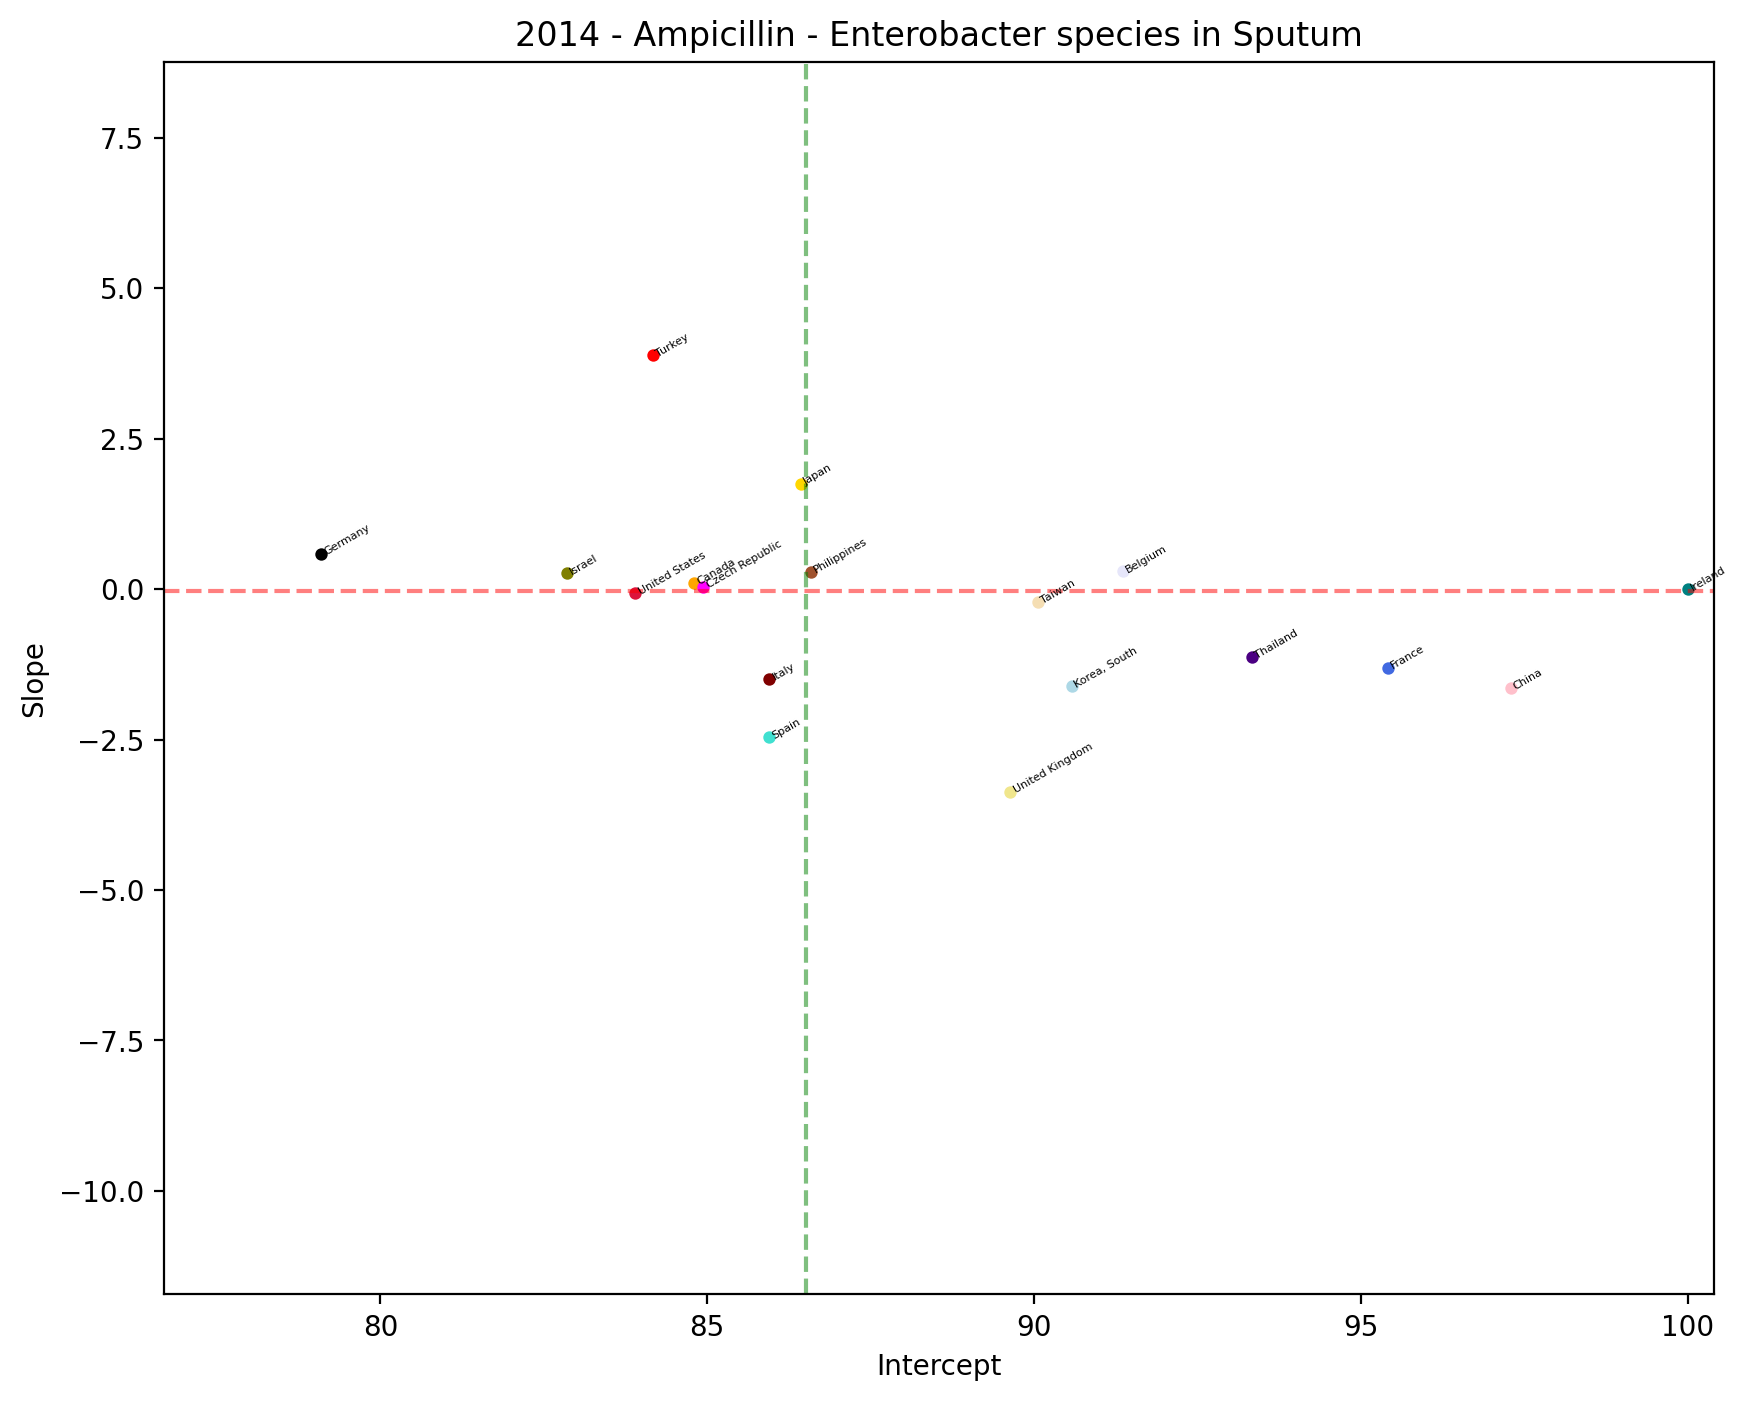 2014 - Ampicillin - Enterobacter species in Sputum
7.5
5.0
2.5
0.0
−2.5
−5.0
−7.5
−10.0
Slope
Turkey
Japan
Germany
Israel
United States
Canada
Czech Republic
Philippines
Belgium
Taiwan
Ireland
Italy
Spain
Korea, South
Thailand
France
China
United Kingdom
80
85
90
95
100
Intercept